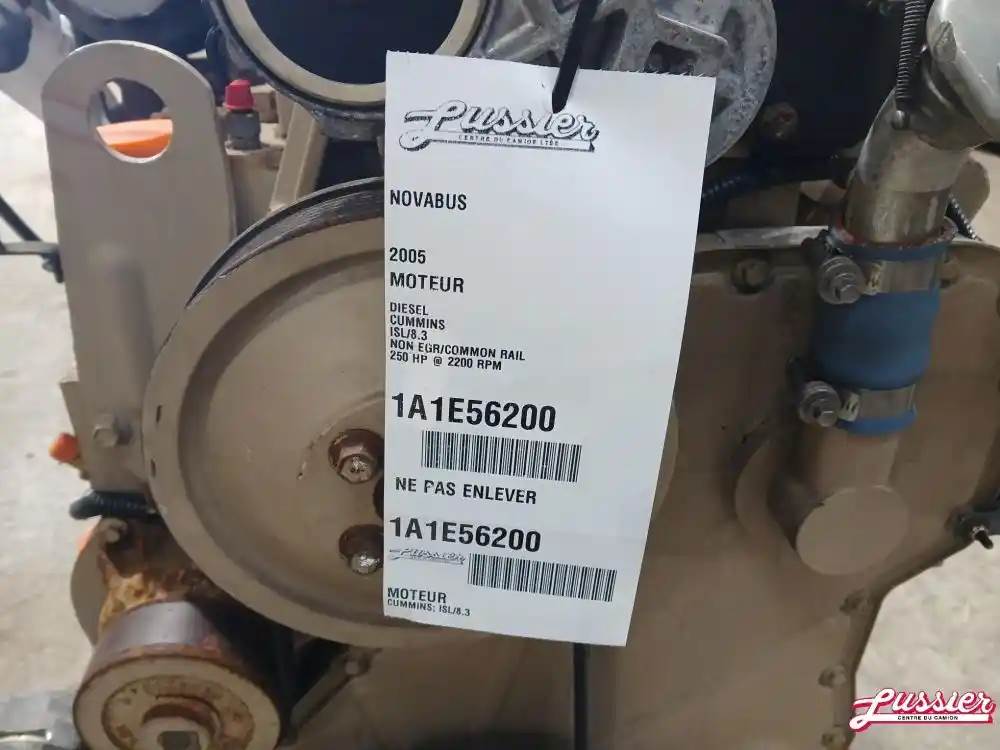 Lussier
CENTRE DU CAMION LTÉE
NOVABUS
2005
MOTEUR
DIESEL
CUMMINS
ISL/8.3
NON EGR/COMMON RAIL
250 HP @ 2200 RPM
1A1E56200
NE PAS ENLEVER
1A1E56200
Lussier
MOTEUR
CUMMINS; ISL/8.3
Lussier
CENTRE DU CAMION